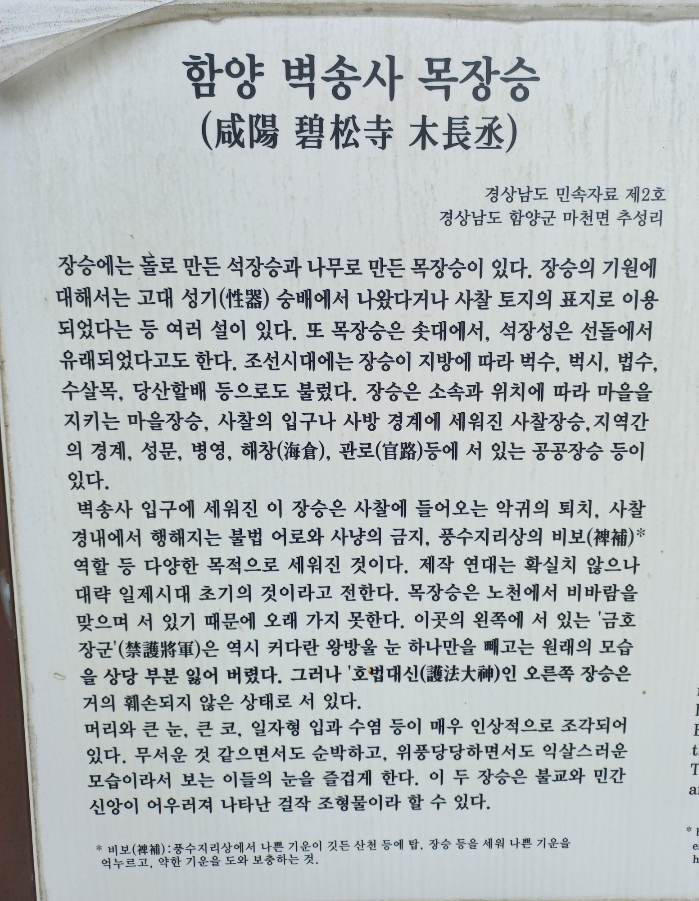 함양 벽송사 목장승
(咸陽 碧松寺 木長丞)
경상남도 민속자료 제2호
경상남도 함양군 마천면 추성리
장승에는 돌로 만든 석장승과 나무로 만든 목장승이 있다. 장승의 기원에
대해서는 고대 성기(性器) 숭배에서 나왔다거나 사찰 토지의 표지로 이용
되었다는 등 여러 설이 있다. 또 목장승은 솟대에서, 석장성은 선돌에서
유래되었다고도 한다. 조선시대에는 장승이 지방에 따라 벅수, 벅시, 법수,
수살목, 당산할배 등으로도 불렀다. 장승은 소속과 위치에 따라 마을을
지키는 마을장승, 사찰의 입구나 사방 경계에 세워진 사찰장승,지역간
의 경계, 성문, 병영, 해창(海倉), 관로(官路)등에 서 있는 공공장승 등이
있다.
벽송사 입구에 세워진 이 장승은 사찰에 들어오는 악귀의 퇴치, 사찰
경내에서 행해지는 불법 어로와 사냥의 금지, 풍수지리상의 비보(裨補)*
역할 등 다양한 목적으로 세워진 것이다. 제작 연대는 확실치 않으나
대략 일제시대 초기의 것이라고 전한다. 목장승은 노천에서 비바람을
맞으며 서 있기 때문에 오래 가지 못한다. 이곳의 왼쪽에 서 있는 '금호
장군'(禁護將軍)은 역시 커다란 왕방울 눈 하나만을 빼고는 원래의 모습
을 상당 부분 잃어 버렸다. 그러나 '호법대신(護法大神)인 오른쪽 장승은
거의 훼손되지 않은 상태로 서 있다.
머리와 큰 눈, 큰 코, 일자형 입과 수염 등이 매우 인상적으로 조각되어
있다. 무서운 것 같으면서도 순박하고, 위풍당당하면서도 익살스러운
모습이라서 보는 이들의 눈을 즐겁게 한다. 이 두 장승은 불교와 민간
신앙이 어우러져 나타난 걸작 조형물이라 할 수 있다.
* 비보(裨補):풍수지리상에서 나쁜 기운이 깃든 산천 등에 탑, 장승 등을 세워 나쁜 기운을
억누르고, 약한 기운을 도와 보충하는 것.